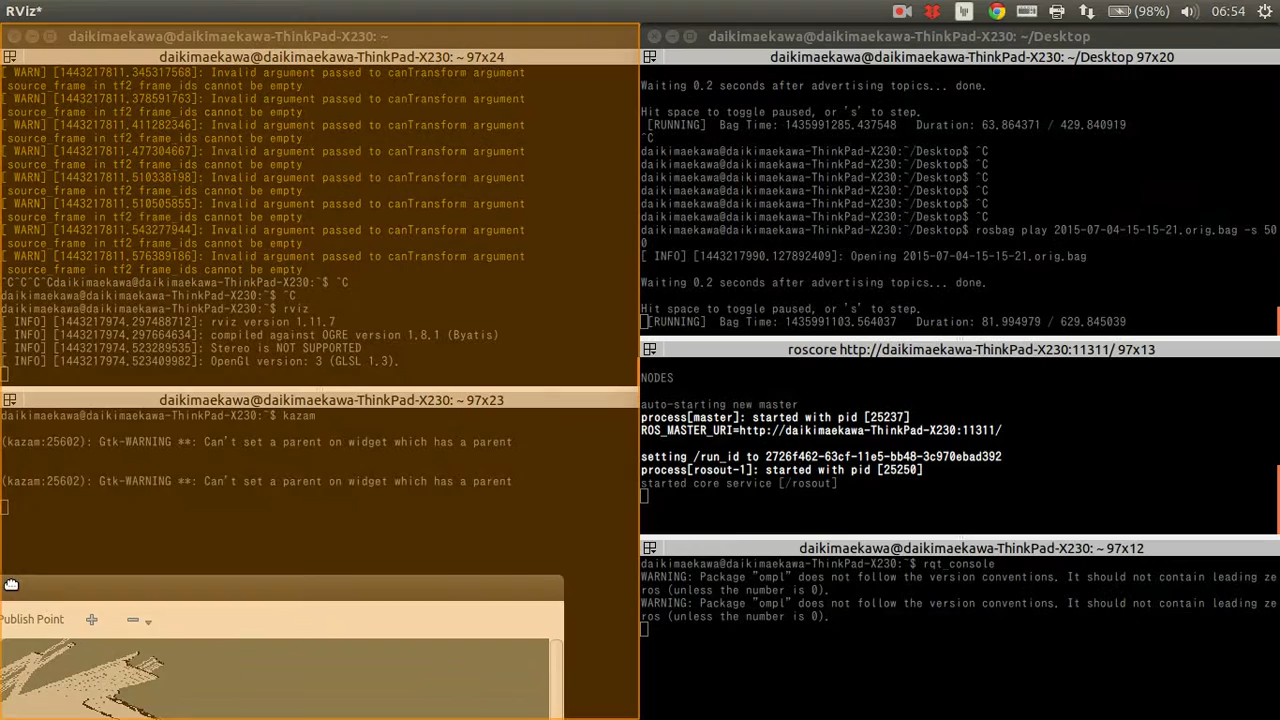 RViz*
(98%)
06:54
daikimaekawa@daikimaekawa-ThinkPad-X230: ~
daikimaekawa@daikimaekawa-ThinkPad-X230: ~ 97x24
[ WARN] [1443217811.345317568]: Invalid argument passed to canTransform argument
source_frame in tf2 frame_ids cannot be empty
[ WARN] [1443217811.378591763]: Invalid argument passed to canTransform argument
source_frame in tf2 frame_ids cannot be empty
[ WARN] [1443217811.411282346]: Invalid argument passed to canTransform argument
source_frame in tf2 frame_ids cannot be empty
[ WARN] [1443217811.477304667]: Invalid argument passed to canTransform argument
source_frame in tf2 frame_ids cannot be empty
[ WARN] [1443217811.510338198]: Invalid argument passed to canTransform argument
source_frame in tf2 frame_ids cannot be empty
[ WARN] [1443217811.510505855]: Invalid argument passed to canTransform argument
source_frame in tf2 frame_ids cannot be empty
[ WARN] [1443217811.543277944]: Invalid argument passed to canTransform argument
source_frame in tf2 frame_ids cannot be empty
[ WARN] [1443217811.576389186]: Invalid argument passed to canTransform argument
source_frame in tf2 frame_ids cannot be empty
^C^C^C^Cdaikimaekawa@daikimaekawa-ThinkPad-X230:~$ ^C
daikimaekawa@daikimaekawa-ThinkPad-X230:~$ ^C
daikimaekawa@daikimaekawa-ThinkPad-X230:~$ rviz
[ INFO] [1443217974.297488712]: rviz version 1.11.7
[ INFO] [1443217974.297664634]: compiled against OGRE version 1.8.1 (Byatis)
[ INFO] [1443217974.523289535]: Stereo is NOT SUPPORTED
[ INFO] [1443217974.523409982]: OpenGl version: 3 (GLSL 1.3).
daikimaekawa@daikimaekawa-ThinkPad-X230: ~ 97x23
daikimaekawa@daikimaekawa-ThinkPad-X230:~$ kazam
(kazam:25602): Gtk-WARNING **: Can't set a parent on widget which has a parent
(kazam:25602): Gtk-WARNING **: Can't set a parent on widget which has a parent
Publish Point
daikimaekawa@daikimaekawa-ThinkPad-X230: ~/Desktop
daikimaekawa@daikimaekawa-ThinkPad-X230: ~/Desktop 97x20
Waiting 0.2 seconds after advertising topics... done.
Hit space to toggle paused, or 's' to step.
[RUNNING]  Bag Time: 1435991285.437548   Duration: 63.864371 / 429.840919
^C
daikimaekawa@daikimaekawa-ThinkPad-X230:~/Desktop$ ^C
daikimaekawa@daikimaekawa-ThinkPad-X230:~/Desktop$ ^C
daikimaekawa@daikimaekawa-ThinkPad-X230:~/Desktop$ ^C
daikimaekawa@daikimaekawa-ThinkPad-X230:~/Desktop$ ^C
daikimaekawa@daikimaekawa-ThinkPad-X230:~/Desktop$ ^C
daikimaekawa@daikimaekawa-ThinkPad-X230:~/Desktop$ ^C
daikimaekawa@daikimaekawa-ThinkPad-X230:~/Desktop$ rosbag play 2015-07-04-15-15-21.orig.bag -s 50
0
[ INFO] [1443217990.127892409]: Opening 2015-07-04-15-15-21.orig.bag
Waiting 0.2 seconds after advertising topics... done.
Hit space to toggle paused, or 's' to step.
[RUNNING]  Bag Time: 1435991103.564037   Duration: 81.994979 / 629.845039
roscore http://daikimaekawa-ThinkPad-X230:11311/ 97x13
NODES
auto-starting new master
process[master]: started with pid [25237]
ROS_MASTER_URI=http://daikimaekawa-ThinkPad-X230:11311/
setting /run_id to 2726f462-63cf-11e5-bb48-3c970ebad392
process[rosout-1]: started with pid [25250]
started core service [/rosout]
daikimaekawa@daikimaekawa-ThinkPad-X230: ~ 97x12
daikimaekawa@daikimaekawa-ThinkPad-X230:~$ rqt_console
WARNING: Package "ompl" does not follow the version conventions. It should not contain leading ze
ros (unless the number is 0).
WARNING: Package "ompl" does not follow the version conventions. It should not contain leading ze
ros (unless the number is 0).